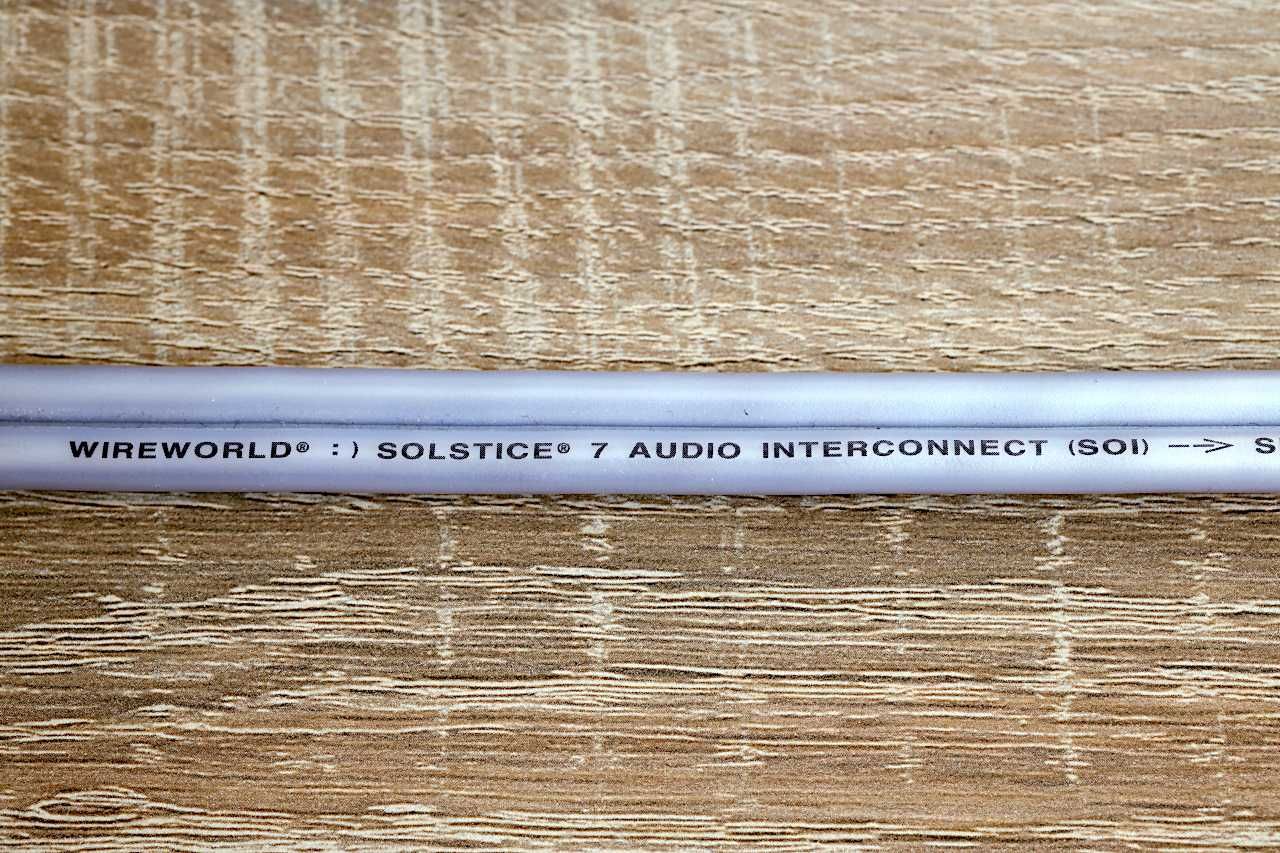 WIREWORLD® :) SOLSTICE® 7 AUDIO INTERCONNECT (SOI) --> S